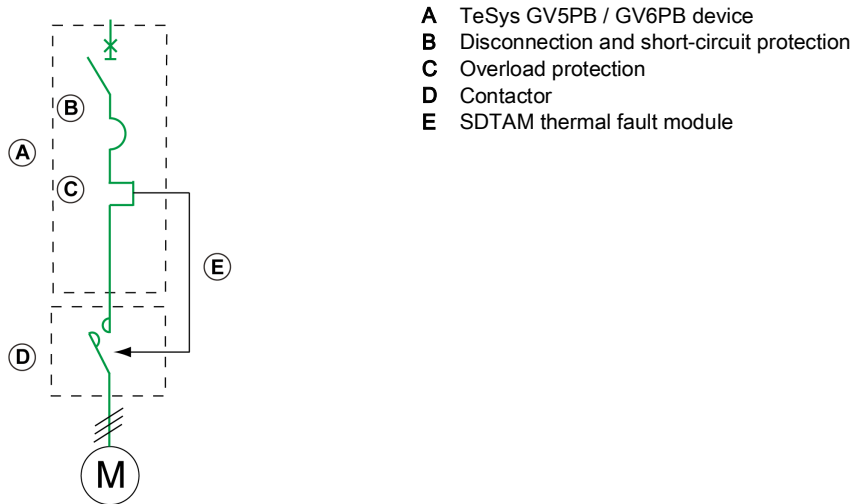 A TeSys GV5PB / GV6PB device
B Disconnection and short-circuit protection
C Overload protection
D Contactor
E SDTAM thermal fault module
B
A
C
E
D
M